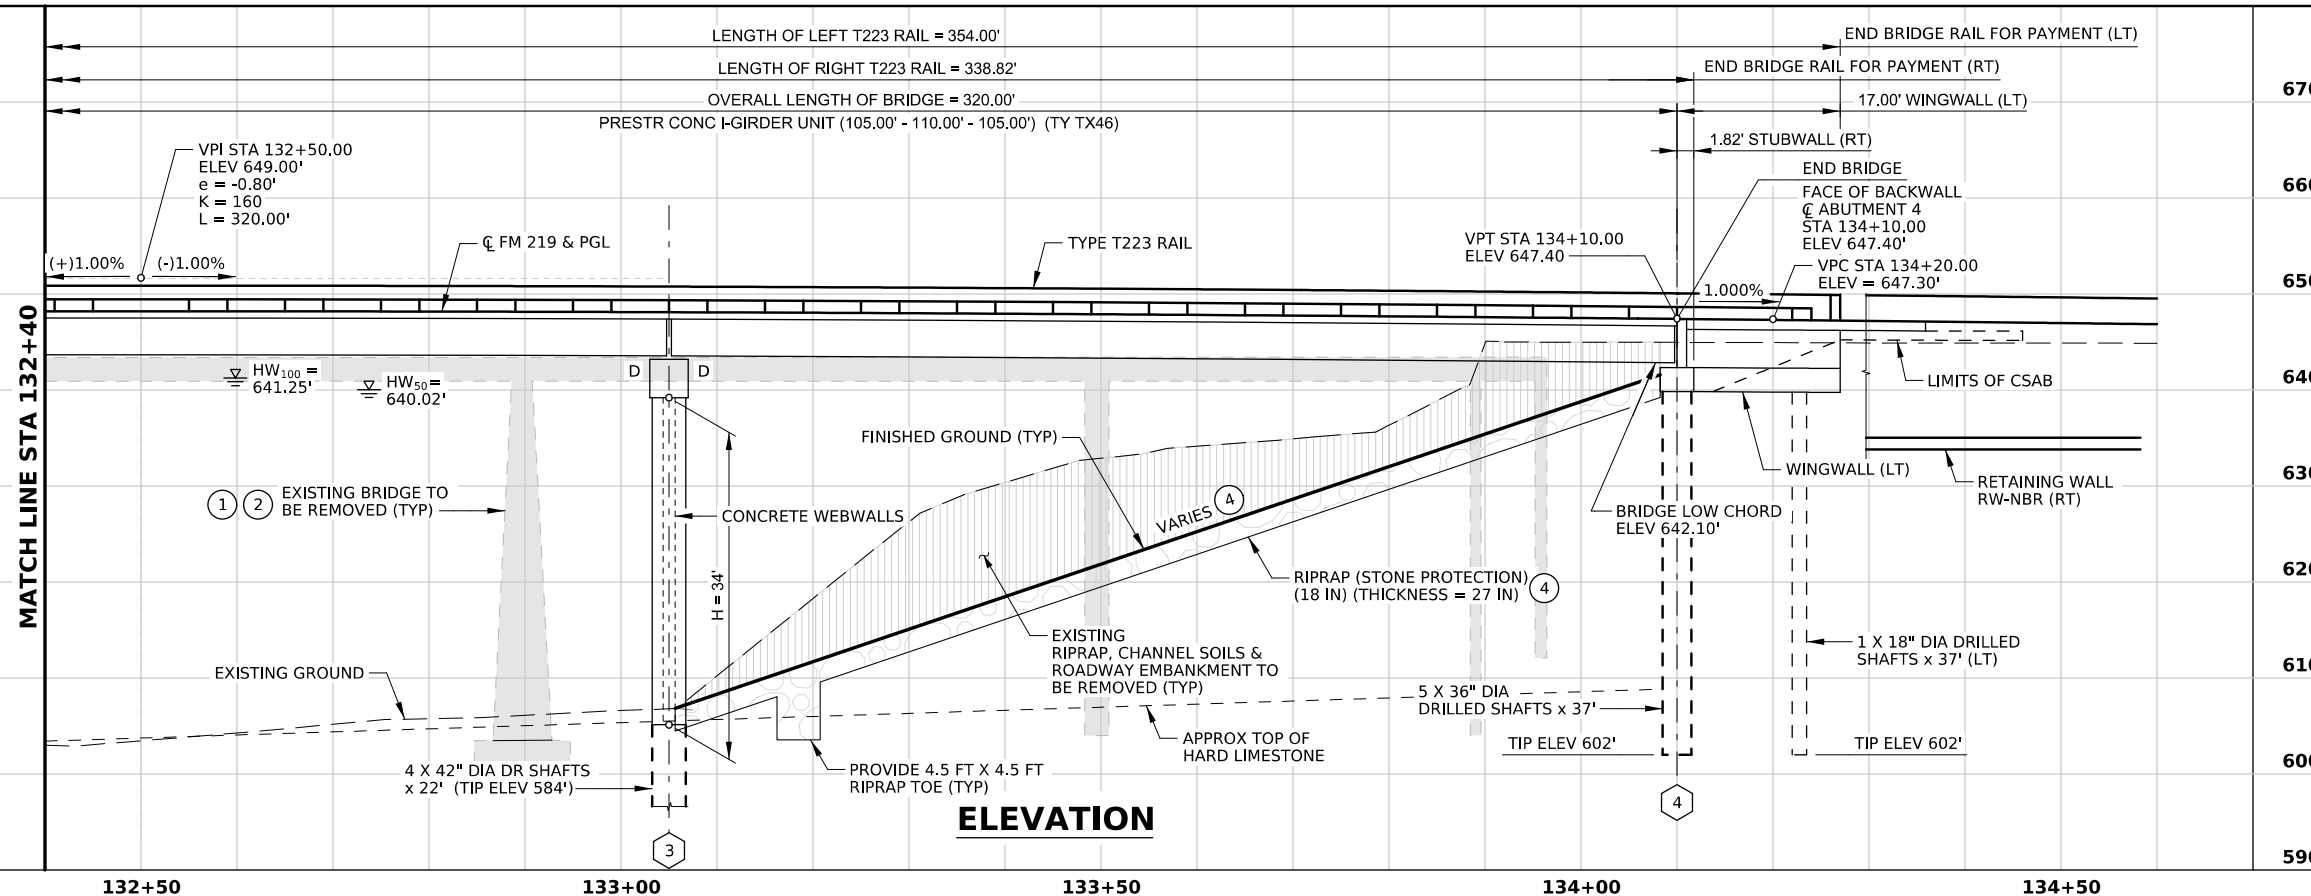 LENGTH OF LEFT T223 RAIL = 354.00'
END BRIDGE RAIL FOR PAYMENT (LT)
LENGTH OF RIGHT T223 RAIL = 338.82'
END BRIDGE RAIL FOR PAYMENT (RT)
OVERALL LENGTH OF BRIDGE = 320.00'
17.00' WINGWALL (LT)
PRESTR CONC I-GIRDER UNIT (105.00' - 110.00' - 105.00') (TY TX46)
1.82' STUBWALL (RT)
VPI STA 132+50.00
ELEV 649.00'
e = -0.80'
K = 160
L = 320.00'
END BRIDGE
FACE OF BACKWALL
℄ ABUTMENT 4
STA 134+10.00
ELEV 647.40'
℄ FM 219 & PGL
TYPE T223 RAIL
VPT STA 134+10.00
ELEV 647.40
VPC STA 134+20.00
ELEV = 647.30'
(+)1.00%
(-)1.00%
1.000%
MATCH LINE STA 132+40
HW100 =
641.25'
HW50=
640.02'
D
D
LIMITS OF CSAB
FINISHED GROUND (TYP)
WINGWALL (LT)
RETAINING WALL
RW-NBR (RT)
1
2
EXISTING BRIDGE TO
BE REMOVED (TYP)
CONCRETE WEBWALLS
VARIES
4
BRIDGE LOW CHORD
ELEV 642.10'
H = 34'
RIPRAP (STONE PROTECTION)
(18 IN) (THICKNESS = 27 IN)
4
EXISTING
RIPRAP, CHANNEL SOILS &
ROADWAY EMBANKMENT TO
BE REMOVED (TYP)
1 X 18" DIA DRILLED
SHAFTS x 37' (LT)
EXISTING GROUND
5 X 36" DIA
DRILLED SHAFTS x 37'
APPROX TOP OF
HARD LIMESTONE
TIP ELEV 602'
TIP ELEV 602'
4 X 42" DIA DR SHAFTS
x 22' (TIP ELEV 584')
PROVIDE 4.5 FT X 4.5 FT
RIPRAP TOE (TYP)
ELEVATION
3
4
132+50
133+00
133+50
134+00
134+50